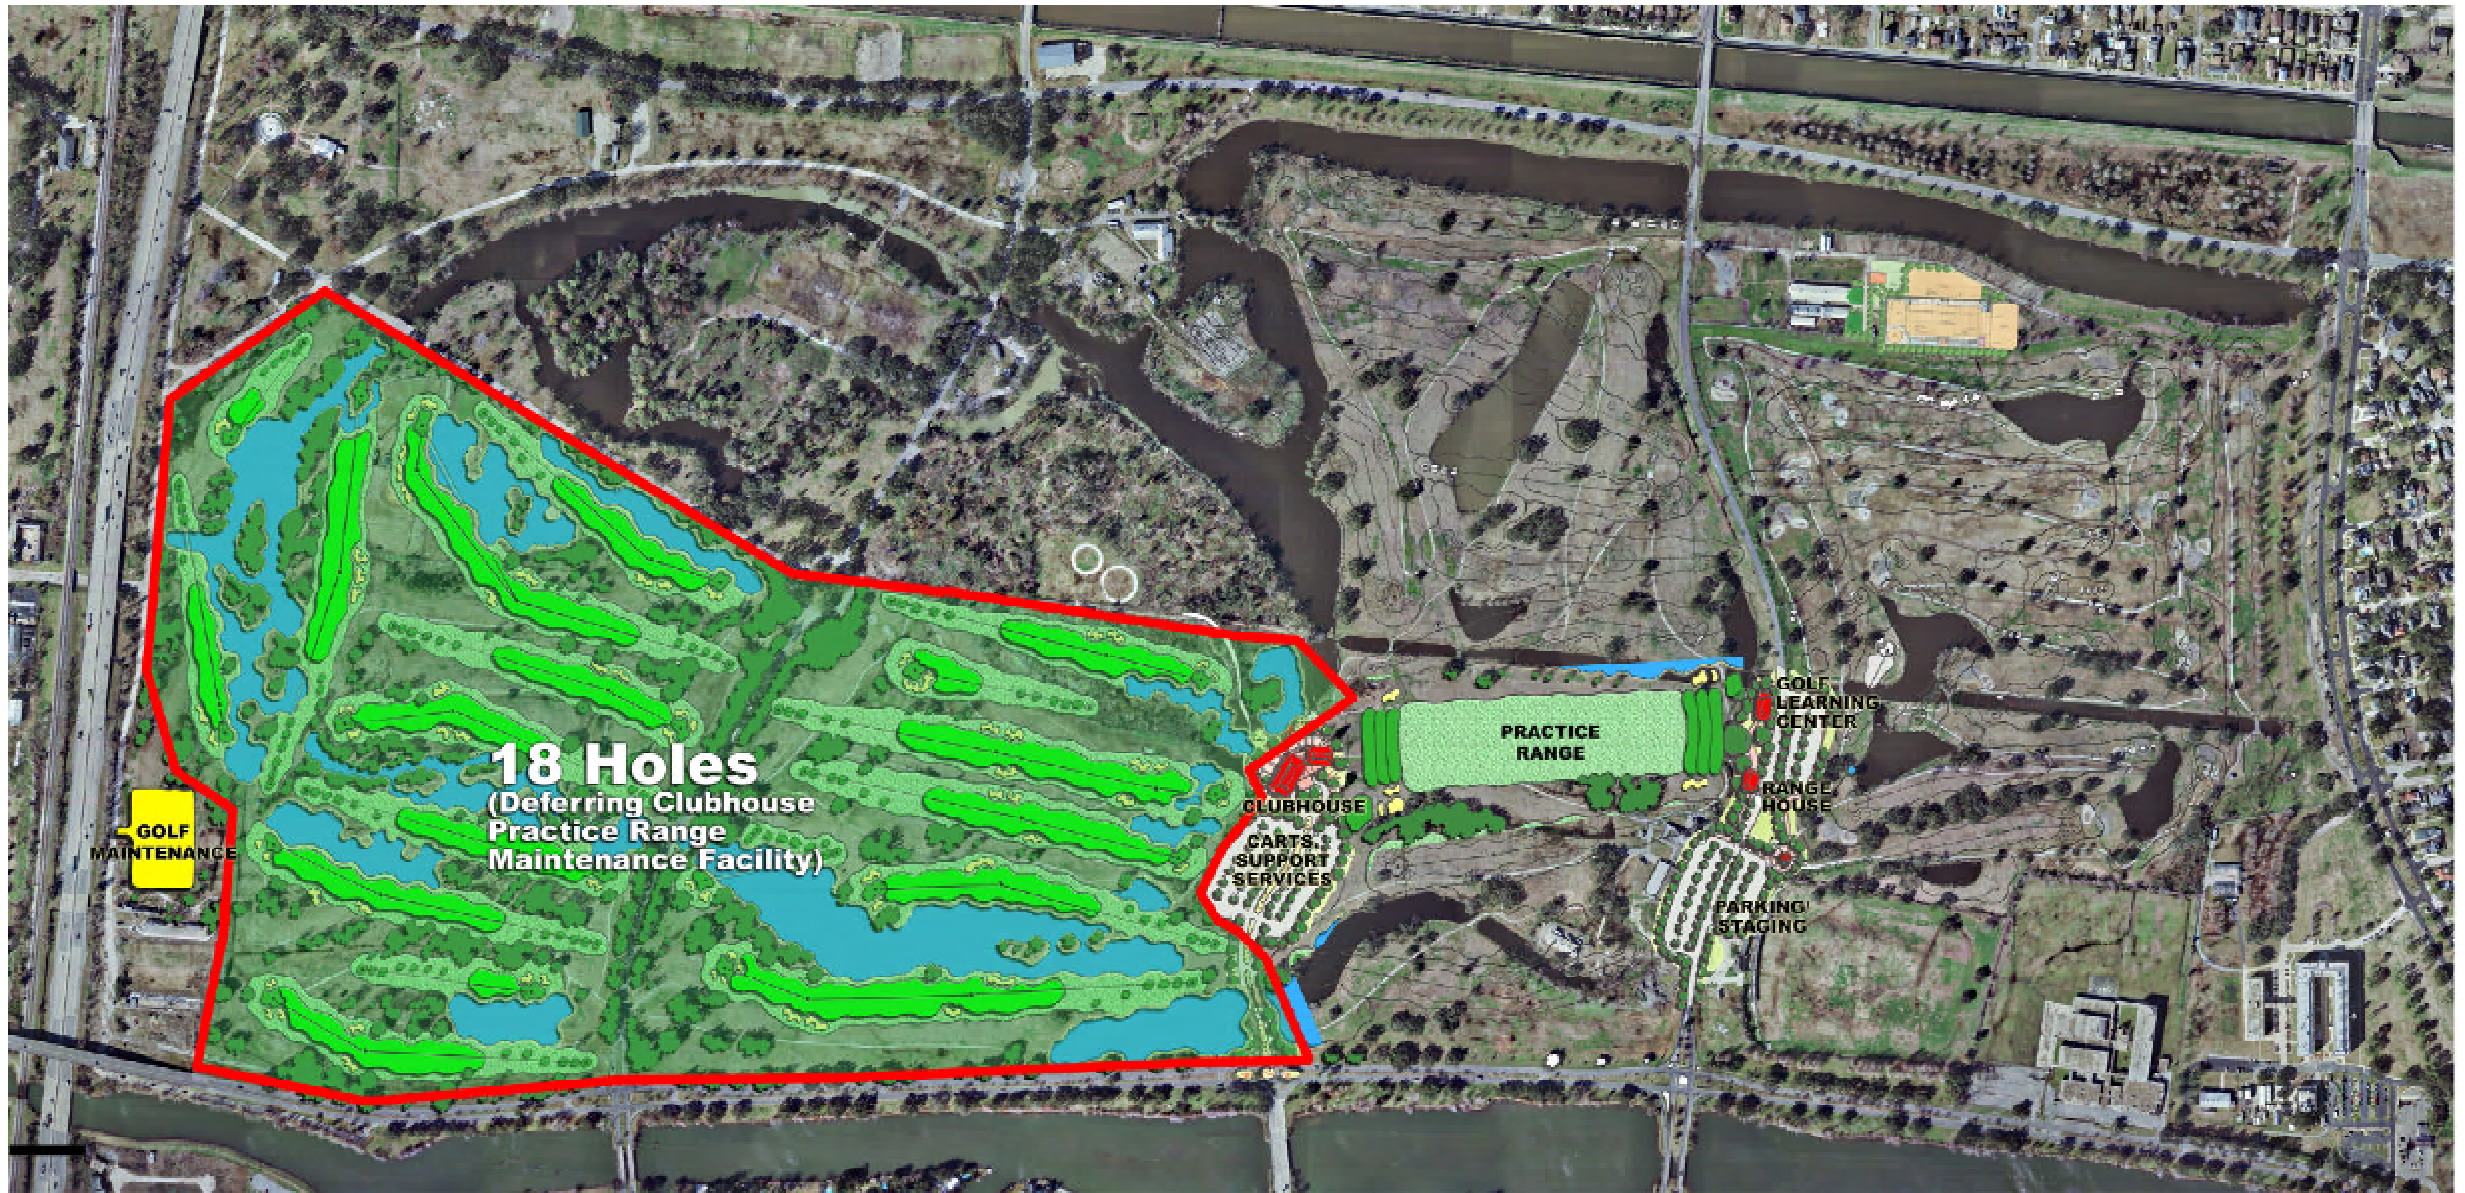 18 Holes
(Deferring Clubhouse
Practice Range
Maintenance Facility)
GOLF
MAINTENANCE
CLUBHOUSE
CARTS,
SUPPORT
SERVICES
PRACTICE
RANGE
GOLF
LEARNING
CENTER
RANGE
HOUSE
PARKING/
STAGING